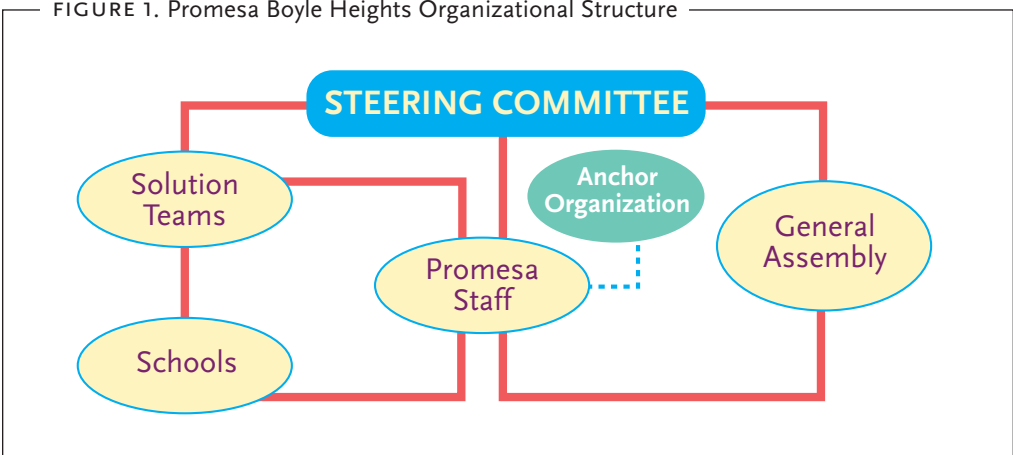 FIGURE 1. Promesa Boyle Heights Organizational Structure
STEERING COMMITTEE
Solution
Teams
Anchor
Organization
General
Assembly
Promesa
Staff
Schools